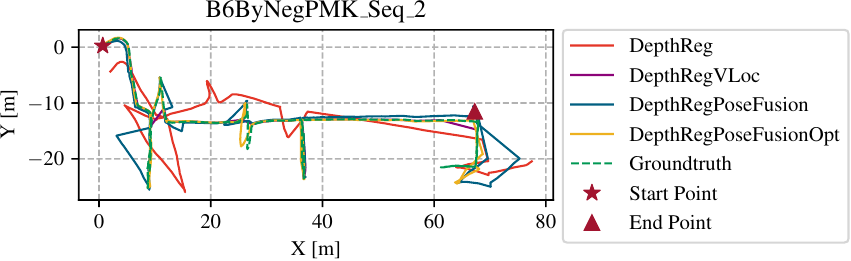 B6ByNegPMK_Seq_2
Y [m]
0
−10
−20
0
20
40
60
80
X [m]
DepthReg
DepthRegVLoc
DepthRegPoseFusion
DepthRegPoseFusionOpt
Groundtruth
Start Point
End Point